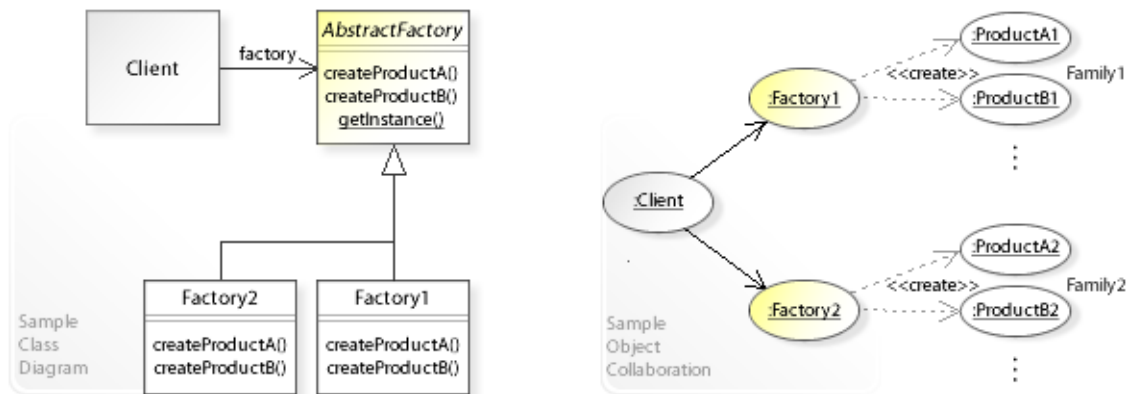 Client
factory
AbstractFactory
createProductA()
createProductB()
getInstance()
Factory2
createProductA()
createProductB()
Factory1
createProductA()
createProductB()
Sample
Class
Diagram
:Client
:Factory1
<<create>>
:ProductA1
:ProductB1
Family1
:Factory2
<<create>>
:ProductA2
:ProductB2
Family2
Sample
Object
Collaboration